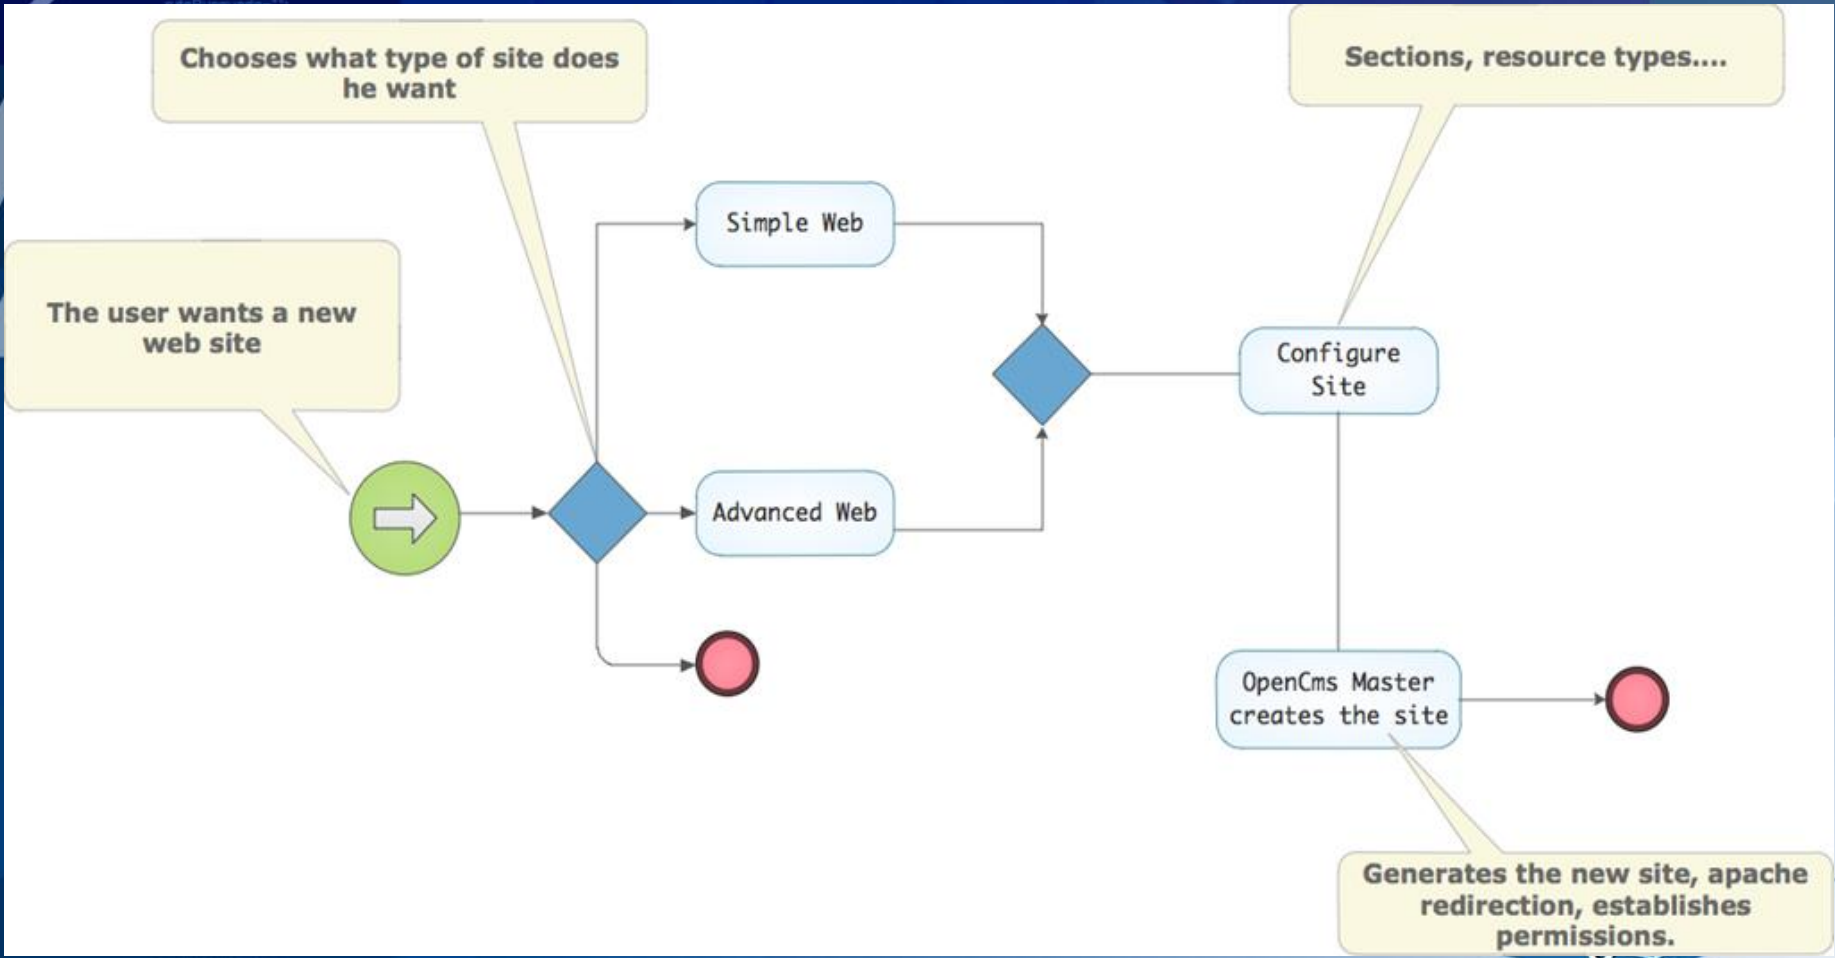 Chooses what type of site does
he want
Sections, resource types....
Simple Web
The user wants a new
web site
Configure
Site
Advanced Web
OpenCms Master
creates the site
Generates the new site, apache
redirection, establishes
permissions.